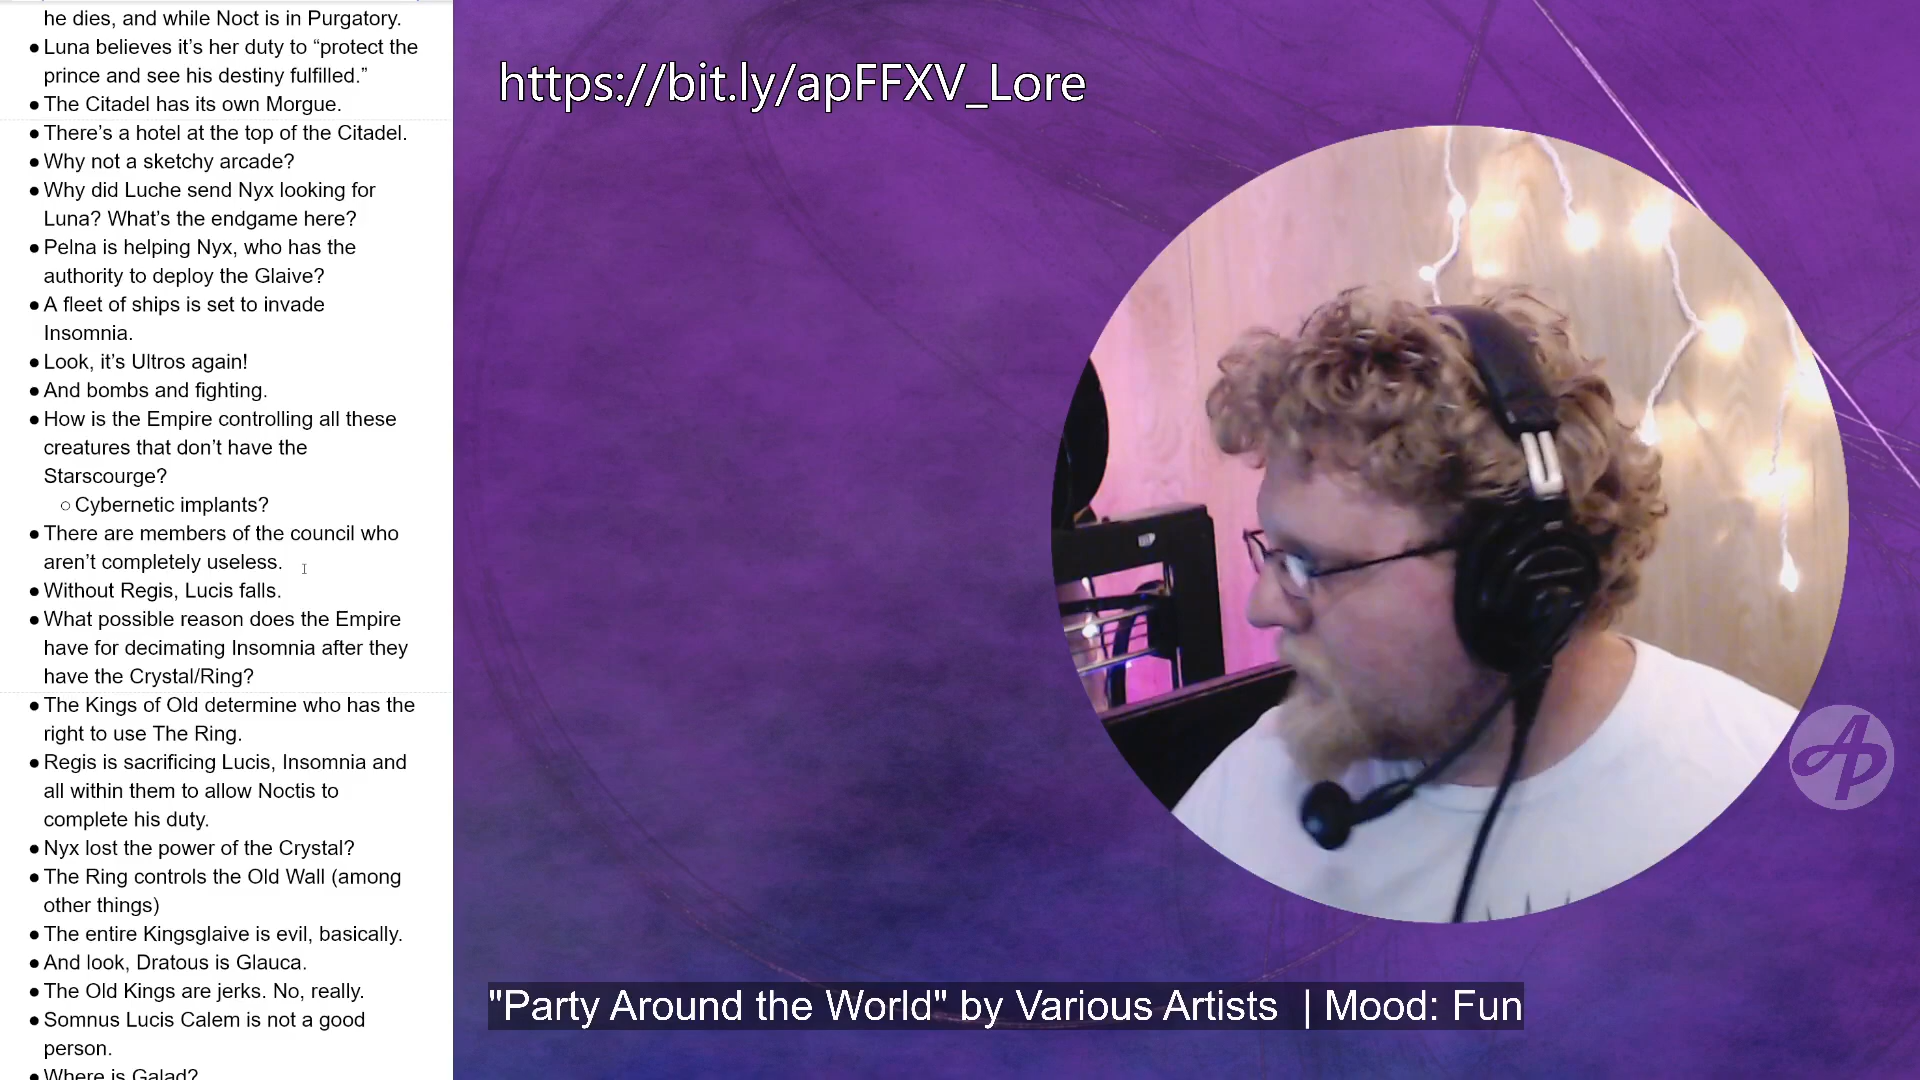 he dies, and while Noct is in Purgatory.
● Luna believes it’s her duty to “protect the
prince and see his destiny fulfilled.”
● The Citadel has its own Morgue.
● There’s a hotel at the top of the Citadel.
● Why not a sketchy arcade?
● Why did Luche send Nyx looking for
Luna? What’s the endgame here?
● Pelna is helping Nyx, who has the
authority to deploy the Glaive?
● A fleet of ships is set to invade
Insomnia.
● Look, it’s Ultros again!
● And bombs and fighting.
● How is the Empire controlling all these
creatures that don’t have the
Starscourge?
○ Cybernetic implants?
● There are members of the council who
aren’t completely useless.
● Without Regis, Lucis falls.
● What possible reason does the Empire
have for decimating Insomnia after they
have the Crystal/Ring?
● The Kings of Old determine who has the
right to use The Ring.
● Regis is sacrificing Lucis, Insomnia and
all within them to allow Noctis to
complete his duty.
● Nyx lost the power of the Crystal?
● The Ring controls the Old Wall (among
other things)
● The entire Kingsglaive is evil, basically.
● And look, Dratous is Glauca.
● The Old Kings are jerks. No, really.
● Somnus Lucis Calem is not a good
person.
● Where is Galad?
https://bit.ly/apFFXV_Lore
AP
"Party Around the World" by Various Artists | Mood: Fun